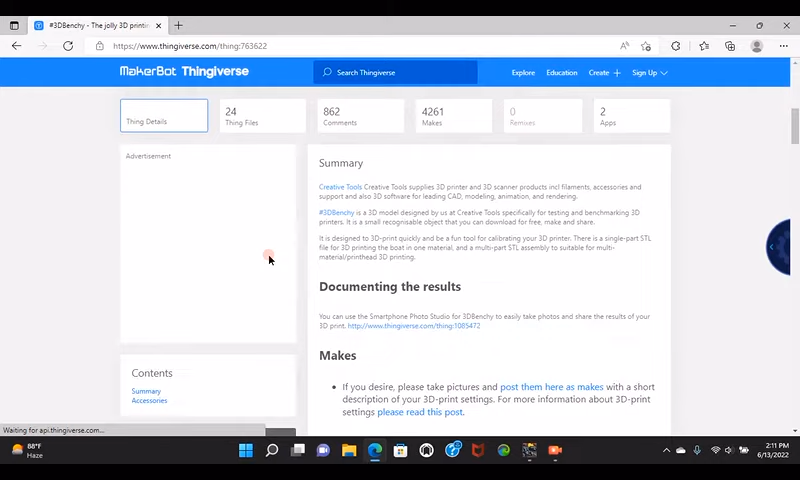 #3DBenchy - The jolly 3D printin
https://www.thingiverse.com/thing:763622
MakerBot Thingiverse
Search Thingiverse
Explore
Education
Create +
Sign Up
Thing Details
24
Thing Files
862
Comments
4261
Makes
0
Remixes
2
Apps
Advertisement
Summary
Creative Tools Creative Tools supplies 3D printer and 3D scanner products incl filaments, accessories and
support and also 3D software for leading CAD, modeling, animation, and rendering.
#3DBenchy is a 3D model designed by us at Creative Tools specifically for testing and benchmarking 3D
printers. It is a small recognisable object that you can download for free, make and share.
It is designed to 3D-print quickly and be a fun tool for calibrating your 3D printer. There is a single-part STL
file for 3D printing the boat in one material, and a multi-part STL assembly to suitable for multi-
material/printhead 3D printing.
Documenting the results
You can use the Smartphone Photo Studio for 3DBenchy to easily take photos and share the results of your
3D print. http://www.thingiverse.com/thing:1085472
Makes
• If you desire, please take pictures and post them here as makes with a short
description of your 3D-print settings. For more information about 3D-print
settings please read this post.
Contents
Summary
Accessories
Waiting for api.thingiverse.com...
88°F
Haze
2:11 PM
6/13/2022